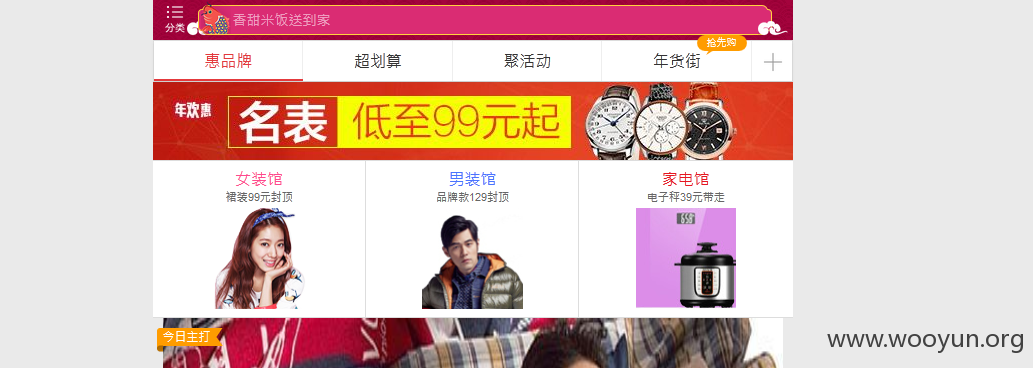 分类
香甜米饭送到家
抢先购
惠品牌
超划算
聚活动
年货街
年欢惠
名表
低至99元起
女装馆
男装馆
家电馆
裙装99元封顶
品牌款129封顶
电子秤39元带走
今日主打
www.wooyun.org